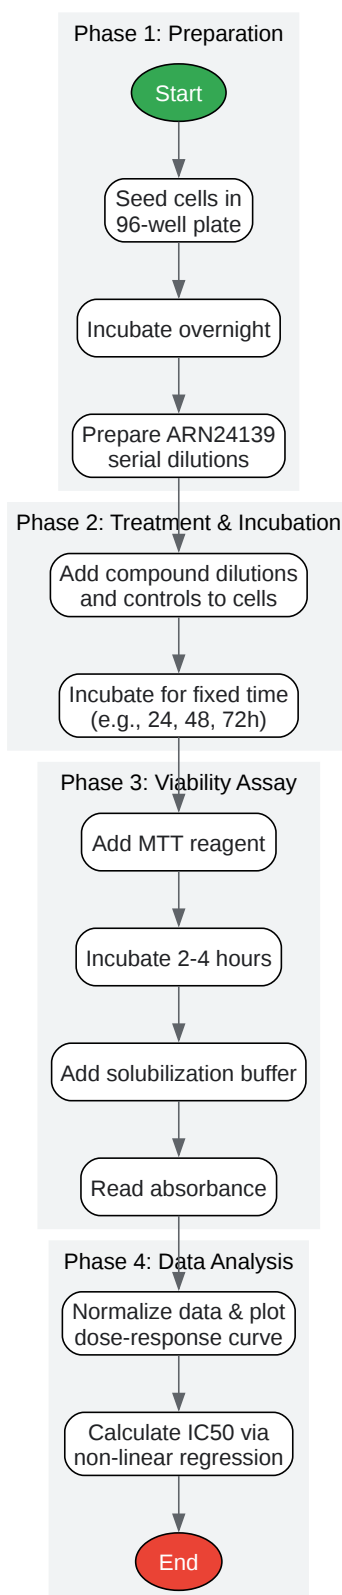 Phase 1: Preparation
Start
Seed cells in
96-well plate
Incubate overnight
Prepare ARN24139
serial dilutions
Phase 2: Treatment & Incubation
Add compound dilutions
and controls to cells
Incubate for fixed time
(e.g., 24, 48, 72h)
Phase 3: Viability Assay
Add MTT reagent
Incubate 2-4 hours
Add solubilization buffer
Read absorbance
Phase 4: Data Analysis
Normalize data & plot
dose-response curve
Calculate IC50 via
non-linear regression
End